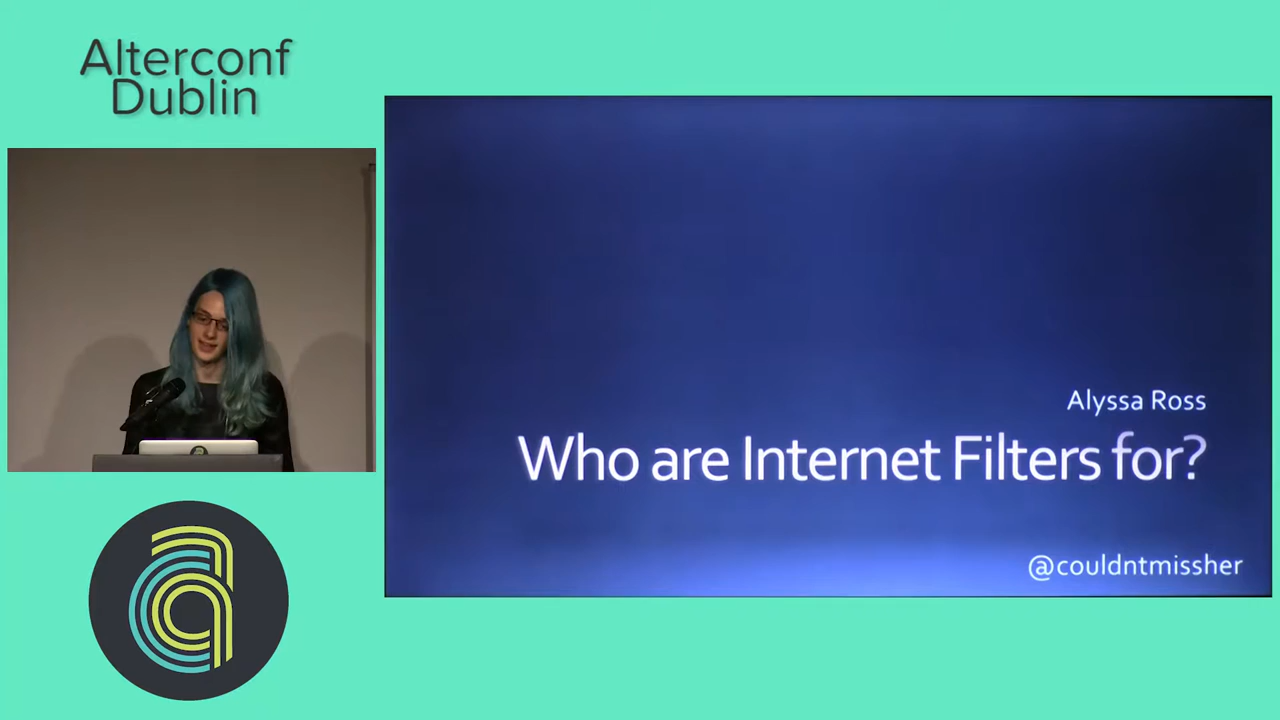 Alterconf
Dublin
Alyssa Ross
Who are Internet Filters for?
@couldntmissher